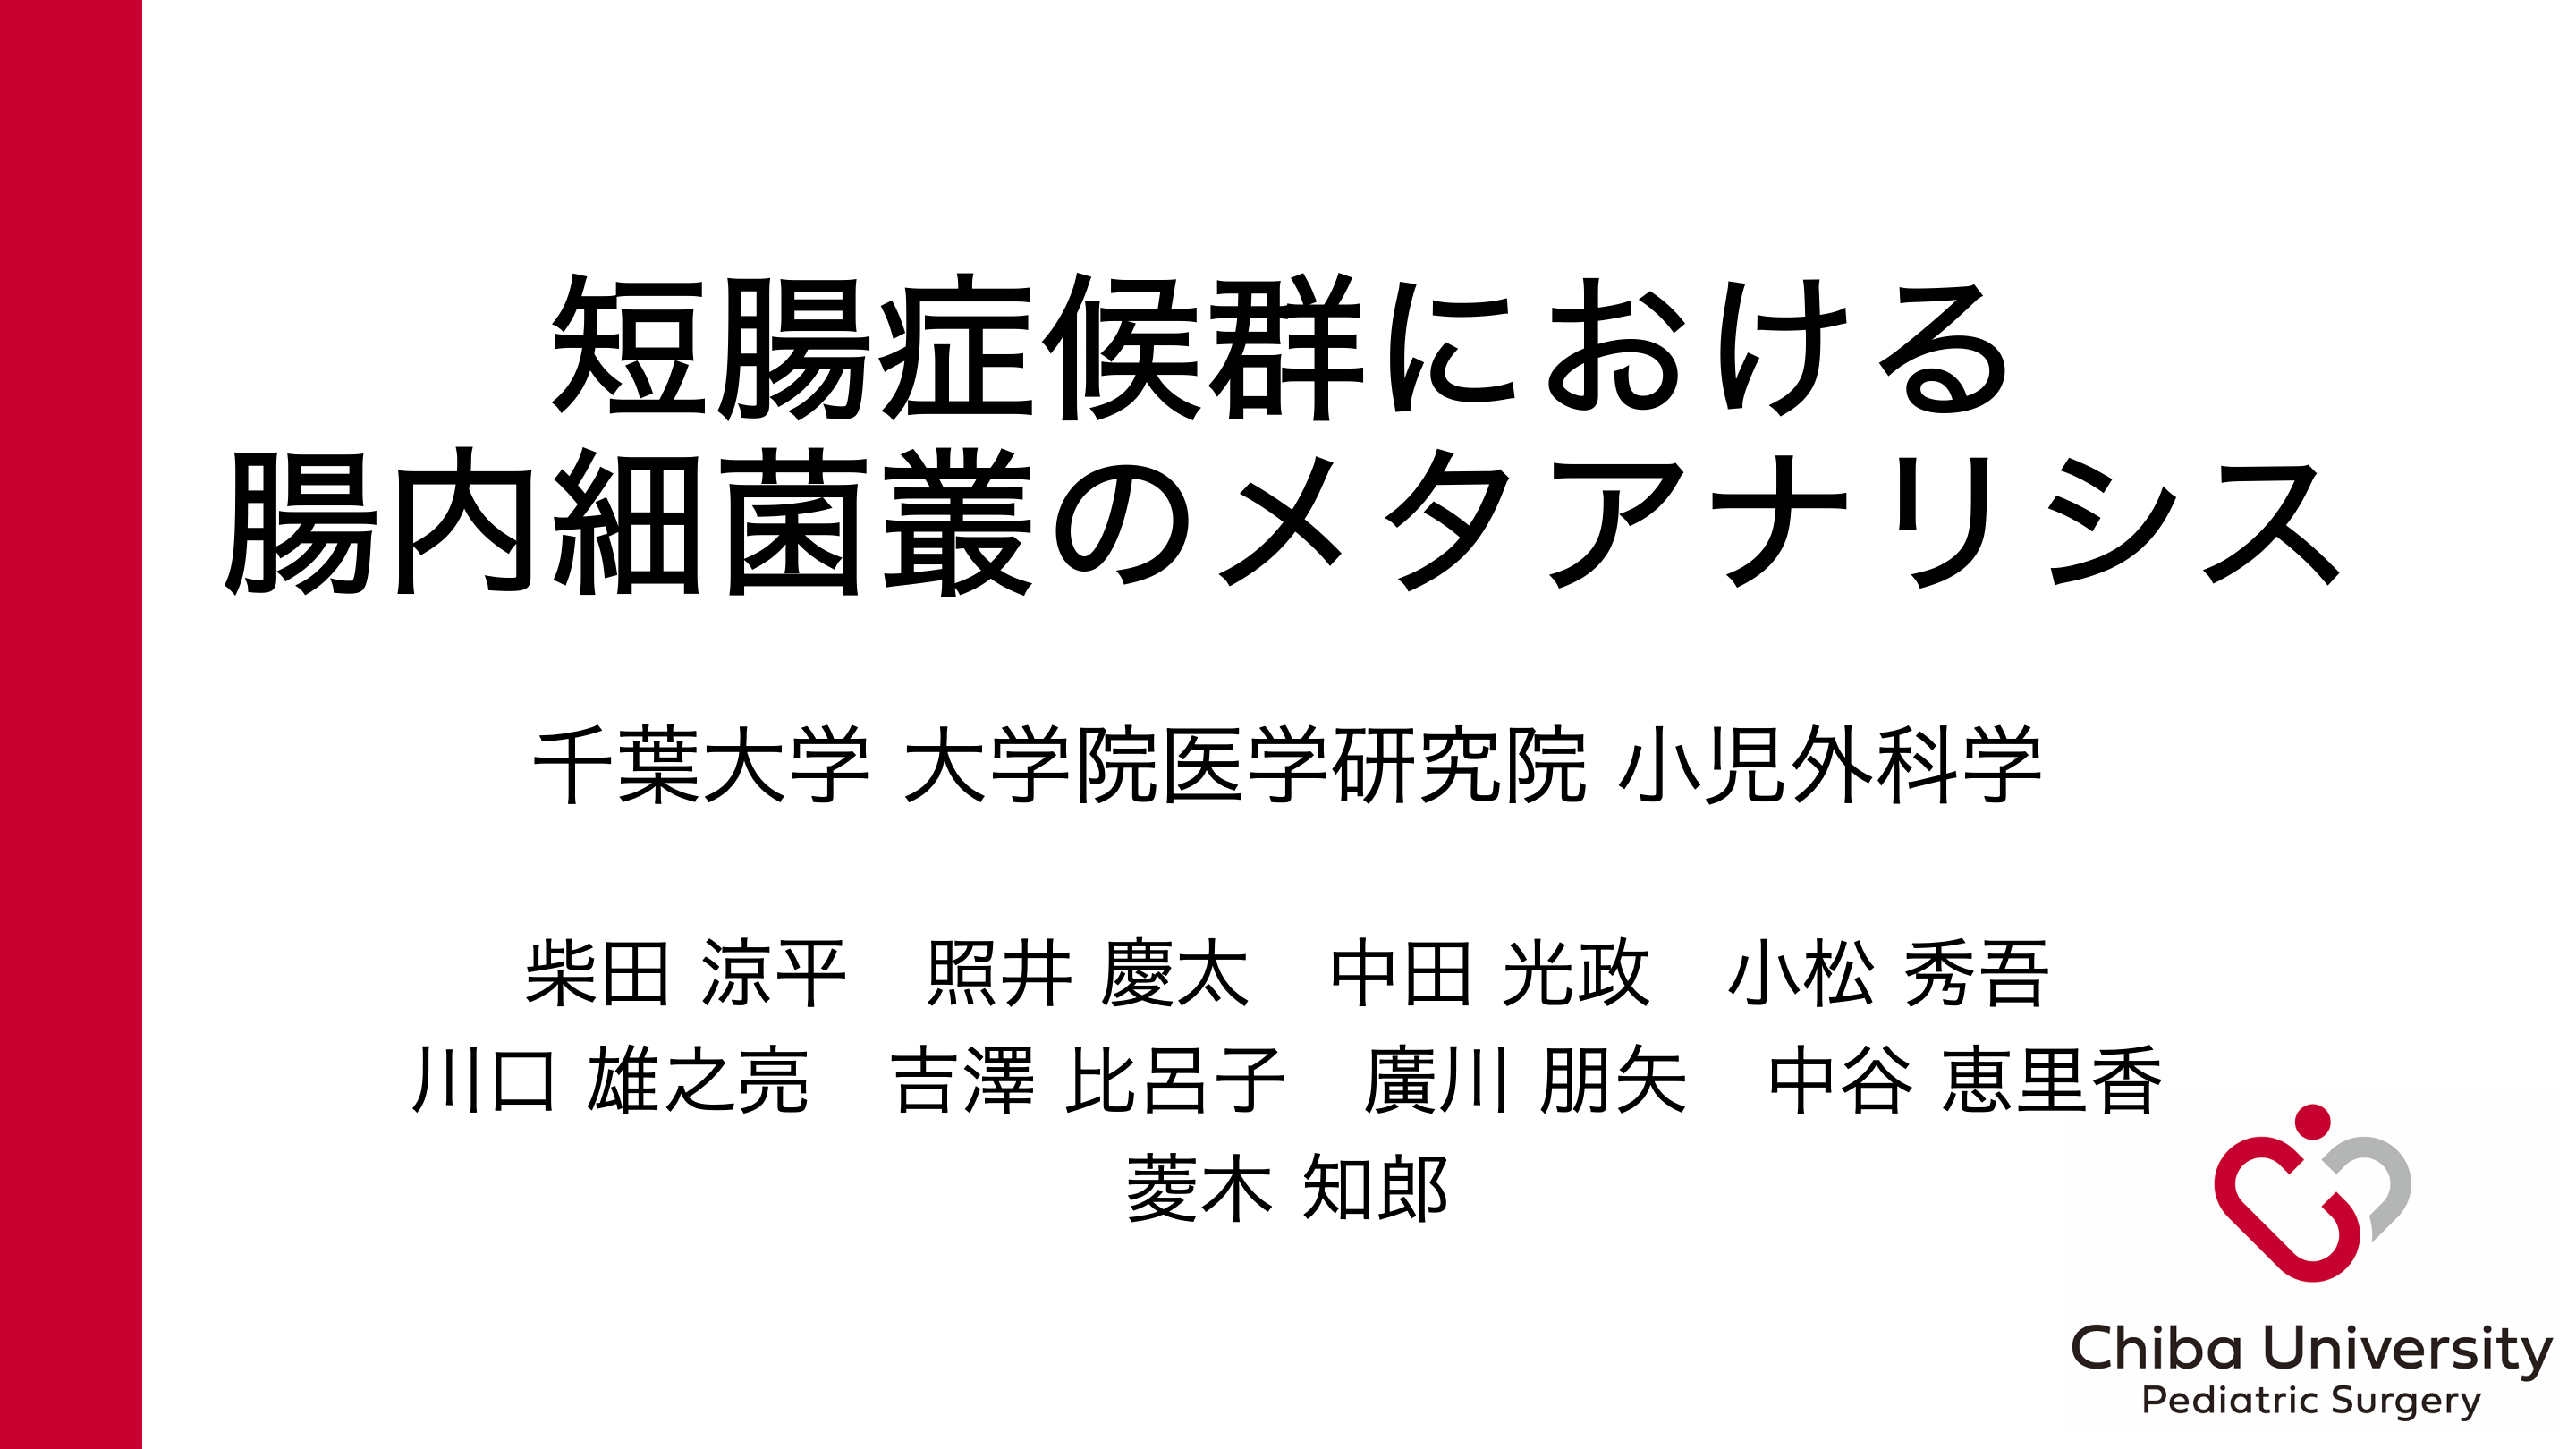 短腸症候群における
腸内細菌叢のメタアナリシス
千葉大学 大学院医学研究院 小児外科学
柴田 涼平　照井 慶太　中田 光政　小松 秀吾
川口 雄之亮　吉澤 比呂子　廣川 朋矢　中谷 恵里香
菱木 知郎
Chiba University
Pediatric Surgery